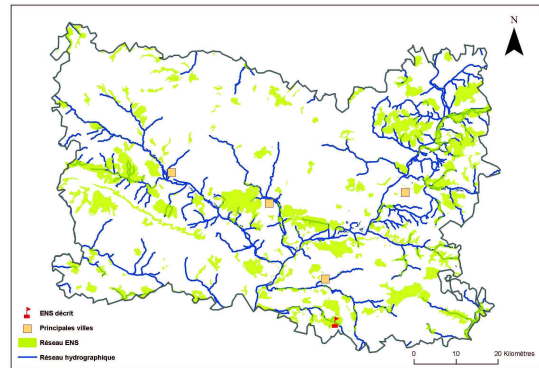 N
ENS décrit
Principales villes
Réseau ENS
Réseau hydrographique
0 10 20 Kilomètres